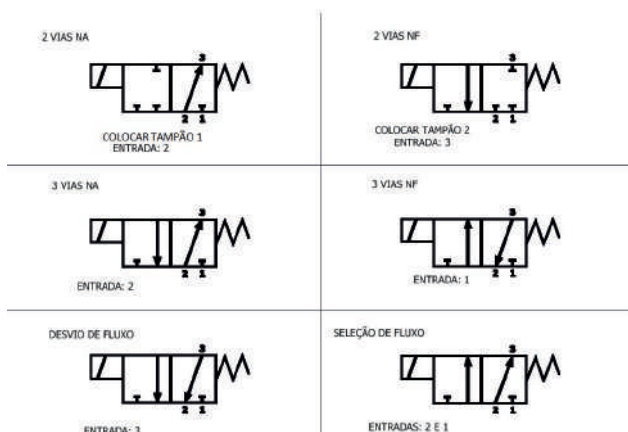 2 VIAS NA
3
2 1
COLOCAR TAMPÃO 1
ENTRADA: 2
2 VIAS NF
3
2 1
COLOCAR TAMPÃO 2
ENTRADA: 3
3 VIAS NA
3
2 1
ENTRADA: 2
3 VIAS NF
3
2 1
ENTRADA: 1
DESVIO DE FLUXO
3
2 1
ENTRADA: 3
SELEÇÃO DE FLUXO
3
2 1
ENTRADAS: 2 E 1